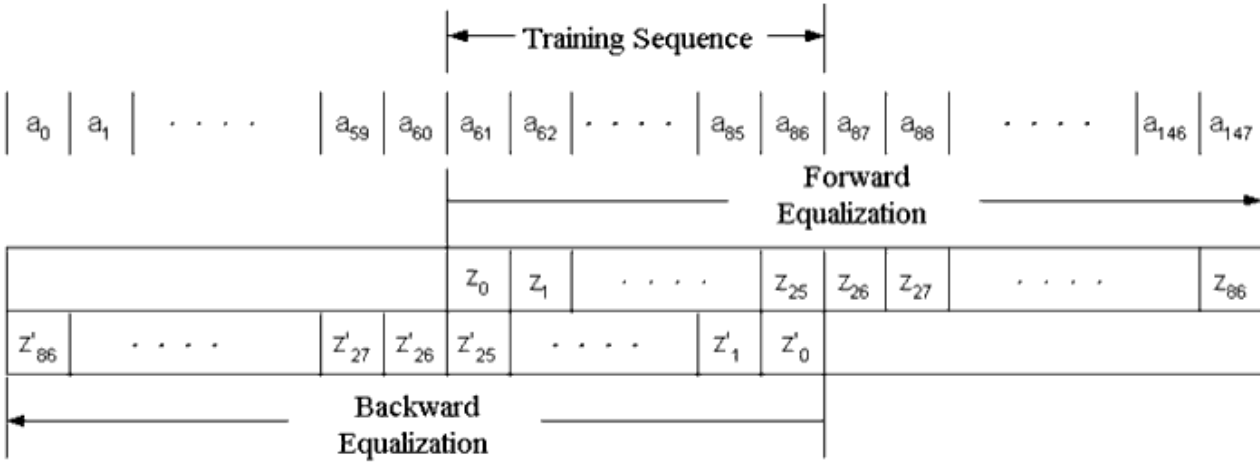 Training Sequence
a0 a1 . . . . a59 a60 a61 a62 . . . . a85 a86 a87 a88 . . . . a146 a147
Forward
Equalization
z0 z1 . . . . z25 z26 z27 . . . . z86
z'86 . . . . z'27 z'26 z'25 . . . . z'1 z'0
Backward
Equalization